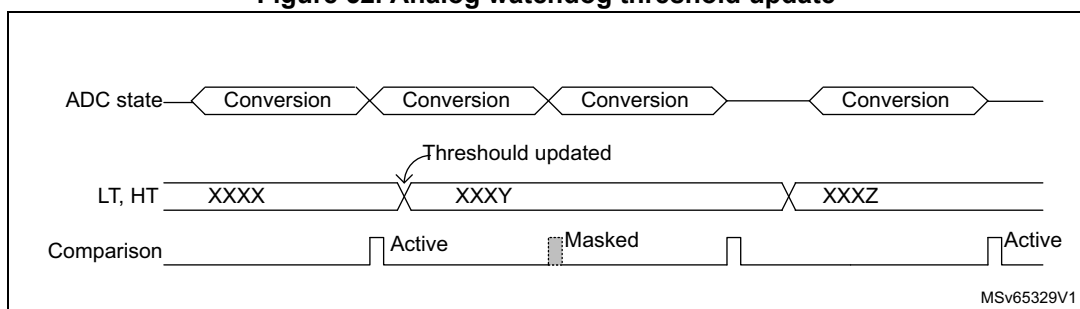 Figure 32. Analog watchdog threshold update
ADC state
Conversion
Conversion
Conversion
Conversion
Threshould updated
LT, HT
XXXX
XXXY
XXXZ
Comparison
Active
Masked
Active
MSv65329V1